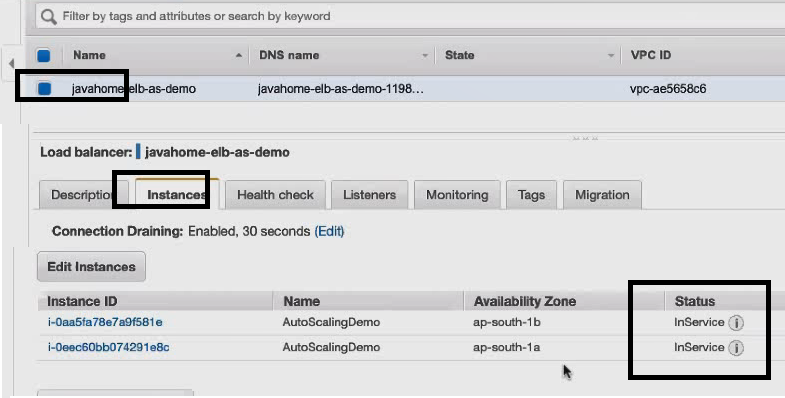 Filter by tags and attributes or search by keyword
Name DNS name State VPC ID
javahome-elb-as-demo javahome-elb-as-demo-1198... vpc-ae5658c6
Load balancer: javahome-elb-as-demo
Description Instances Health check Listeners Monitoring Tags Migration
Connection Draining: Enabled, 30 seconds (Edit)
Edit Instances
Instance ID Name Availability Zone Status
i-0aa5fa78e7a9f581e AutoScalingDemo ap-south-1b InService i
i-0eec60bb074291e8c AutoScalingDemo ap-south-1a InService i